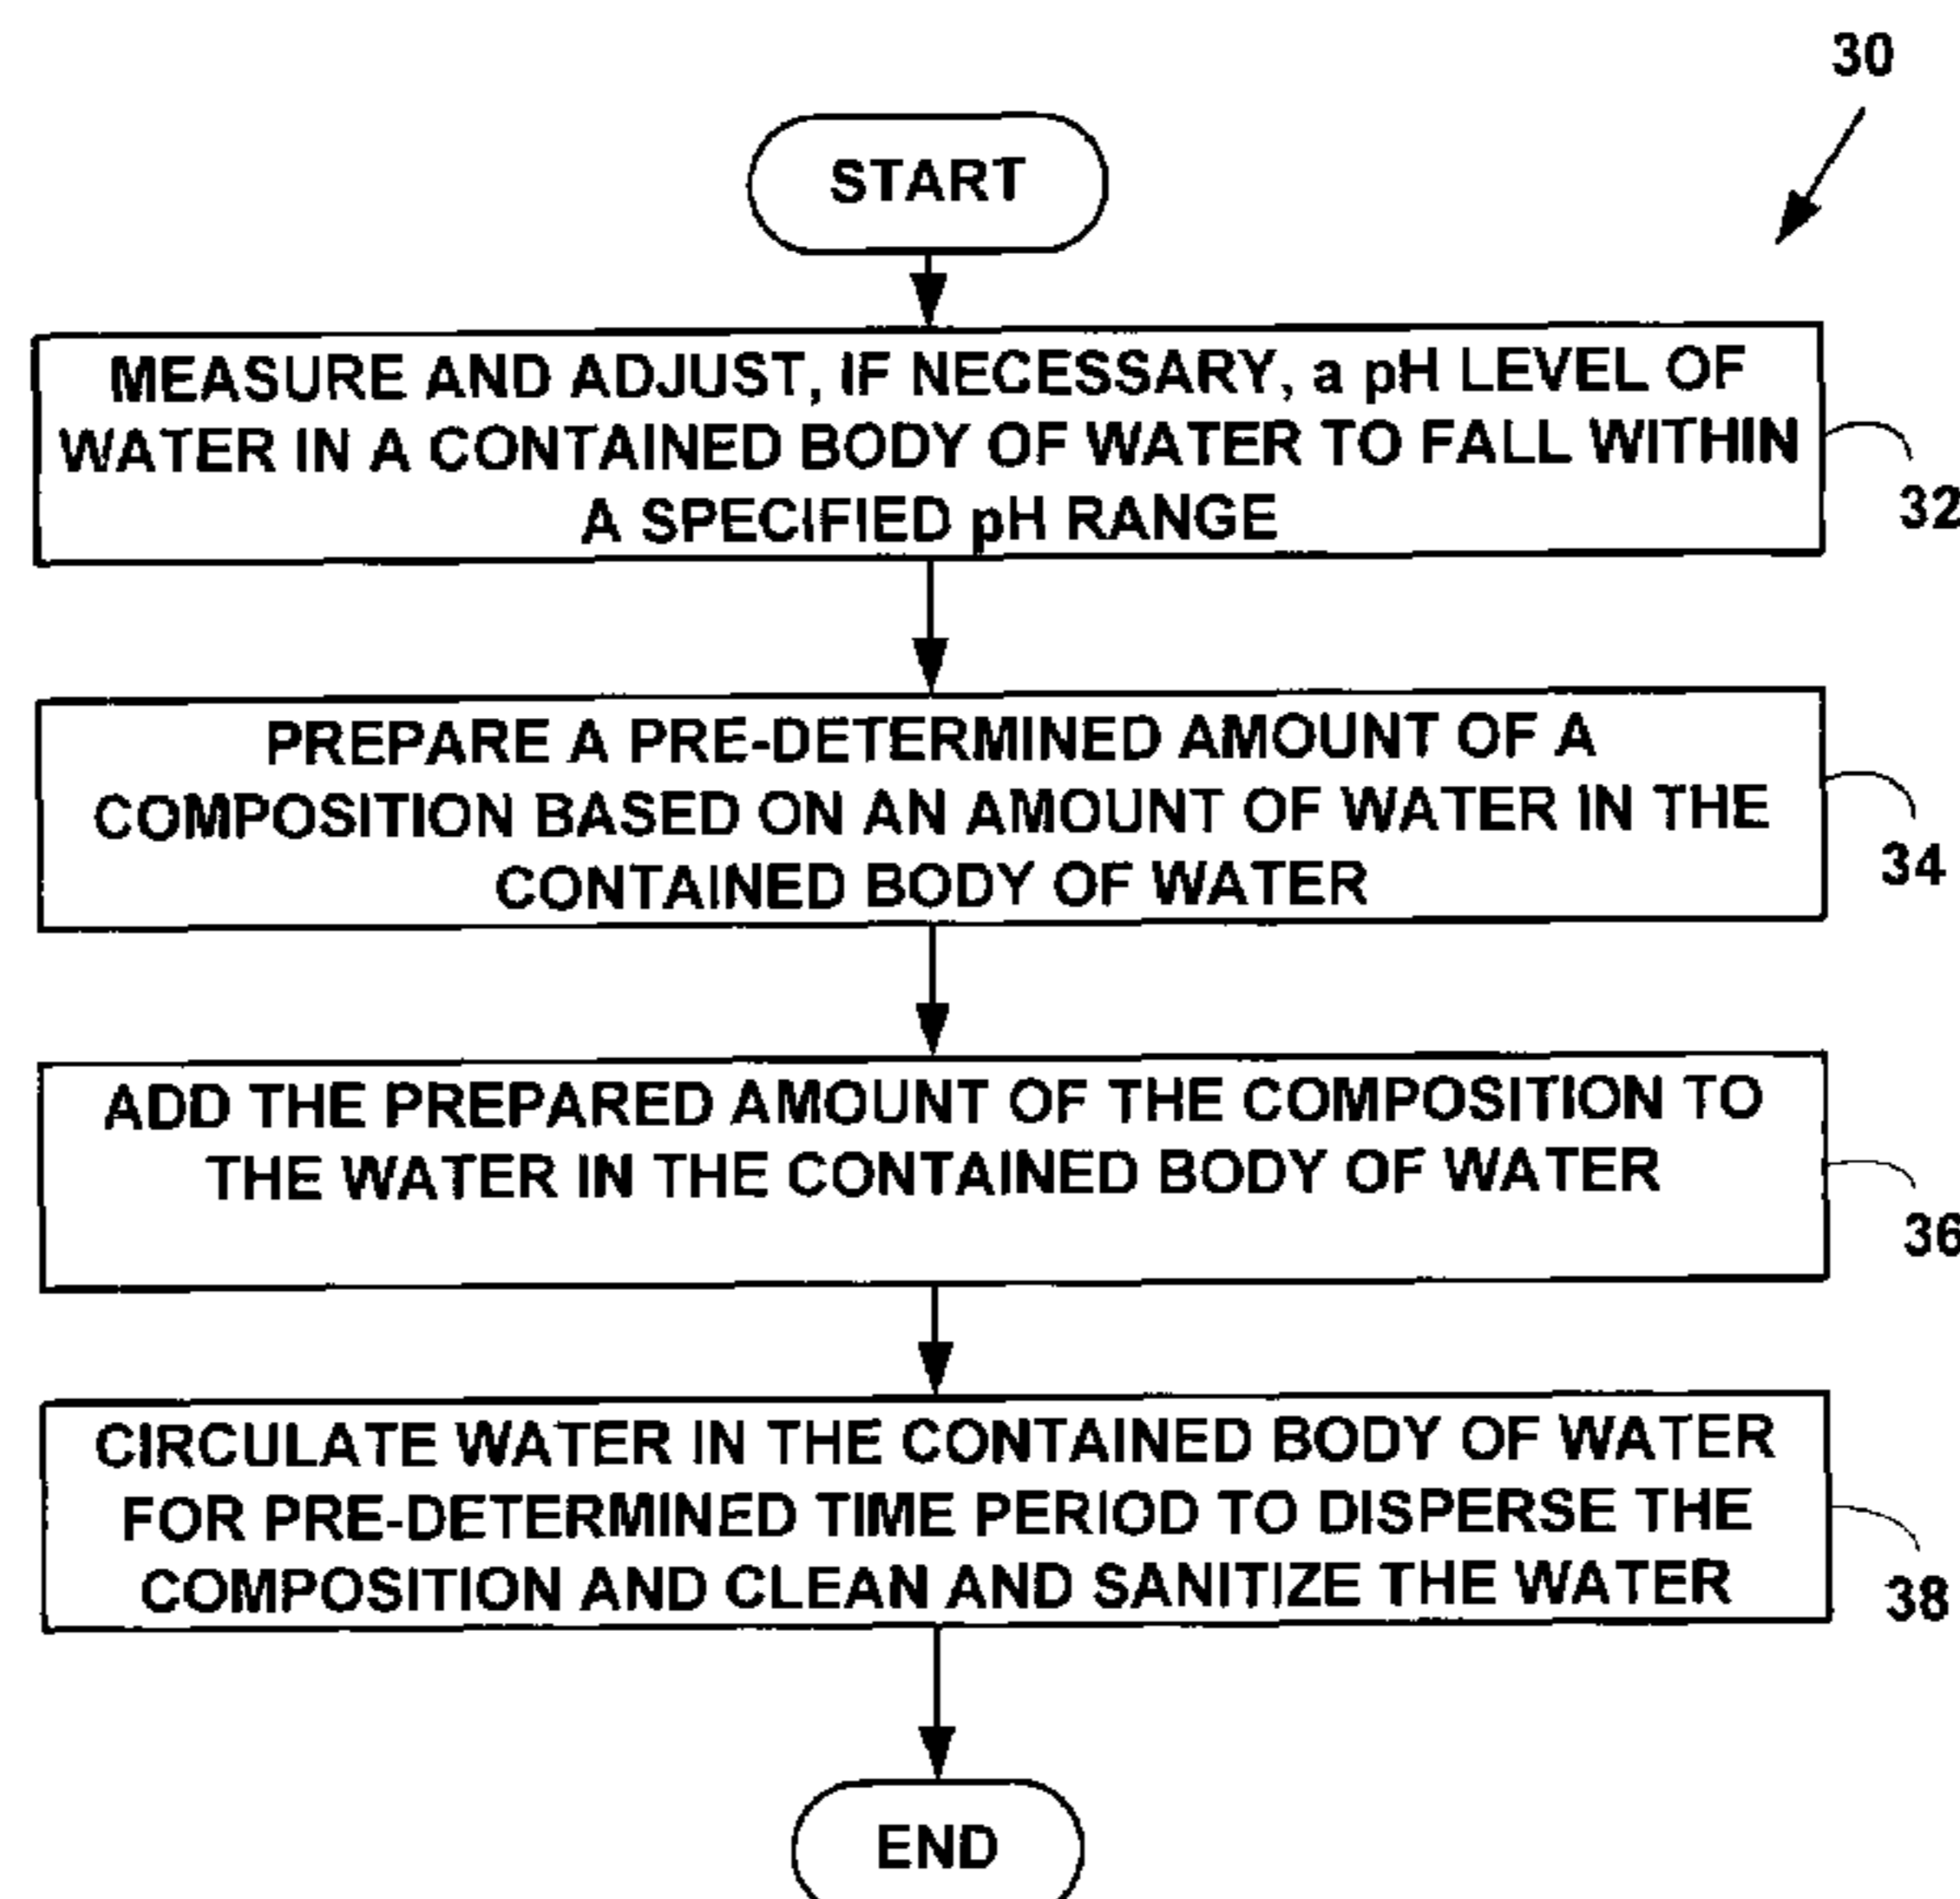 30
START
MEASURE AND ADJUST, IF NECESSARY, a pH LEVEL OF
WATER IN A CONTAINED BODY OF WATER TO FALL WITHIN
A SPECIFIED pH RANGE
32
PREPARE A PRE-DETERMINED AMOUNT OF A
COMPOSITION BASED ON AN AMOUNT OF WATER IN THE
CONTAINED BODY OF WATER
34
ADD THE PREPARED AMOUNT OF THE COMPOSITION TO
THE WATER IN THE CONTAINED BODY OF WATER
36
CIRCULATE WATER IN THE CONTAINED BODY OF WATER
FOR PRE-DETERMINED TIME PERIOD TO DISPERSE THE
COMPOSITION AND CLEAN AND SANITIZE THE WATER
38
END